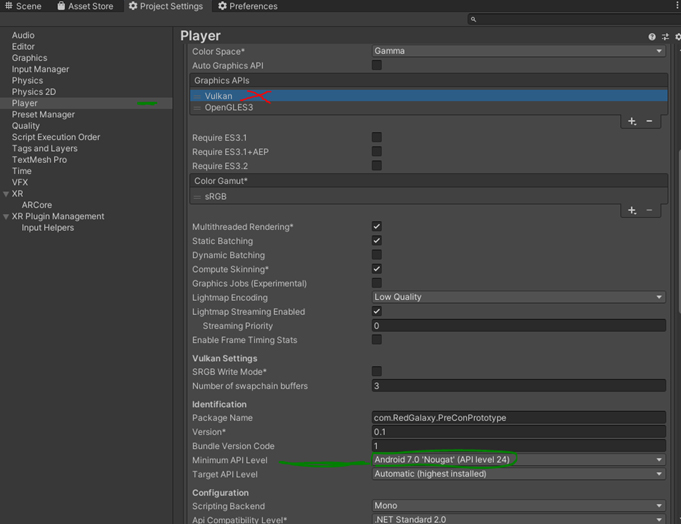 Scene
Asset Store
Project Settings
Preferences
Audio
Editor
Graphics
Input Manager
Physics
Physics 2D
Player
Preset Manager
Quality
Script Execution Order
Tags and Layers
TextMesh Pro
Time
VFX
XR
ARCore
XR Plugin Management
Input Helpers
Player
Color Space* Gamma
Auto Graphics API
Graphics APIs
Vulkan
OpenGLES3
Require ES3.1
Require ES3.1+AEP
Require ES3.2
Color Gamut*
sRGB
Multithreaded Rendering*
Static Batching
Dynamic Batching
Compute Skinning*
Graphics Jobs (Experimental)
Lightmap Encoding Low Quality
Lightmap Streaming Enabled
Streaming Priority 0
Enable Frame Timing Stats
Vulkan Settings
SRGB Write Mode*
Number of swapchain buffers 3
Identification
Package Name com.RedGalaxy.PreConPrototype
Version* 0.1
Bundle Version Code 1
Minimum API Level Android 7.0 'Nougat' (API level 24)
Target API Level Automatic (highest installed)
Configuration
Scripting Backend Mono
Api Compatibility Level* .NET Standard 2.0